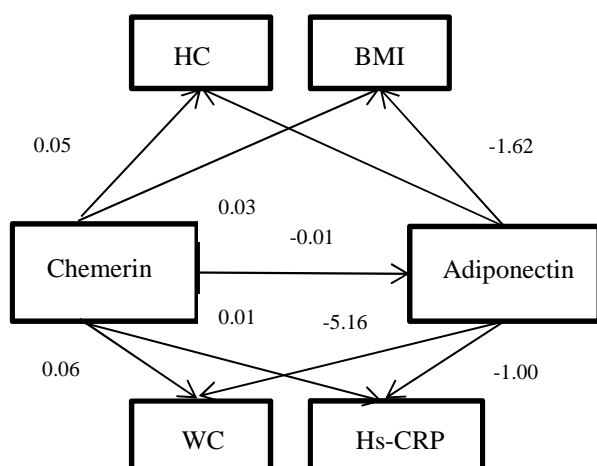 HC
BMI
0.05
-1.62
0.03
-0.01
Chemerin
Adiponectin
0.01
-5.16
0.06
-1.00
WC
Hs-CRP